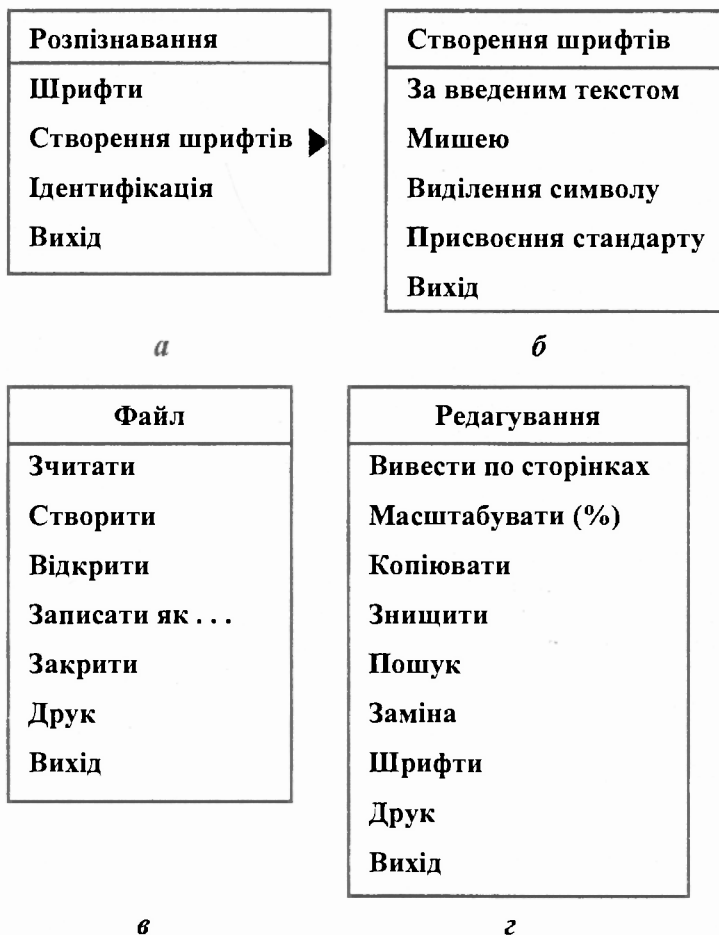 Розпізнавання
Шрифти
Створення шрифтів
Ідентифікація
Вихід
а
Створення шрифтів
За введеним текстом
Мишею
Виділення символу
Присвоєння стандарту
Вихід
б
Файл
Зчитати
Створити
Відкрити
Записати як . . .
Закрити
Друк
Вихід
в
Редагування
Вивести по сторінках
Масштабувати (%)
Копіювати
Знищити
Пошук
Заміна
Шрифти
Друк
Вихід
г